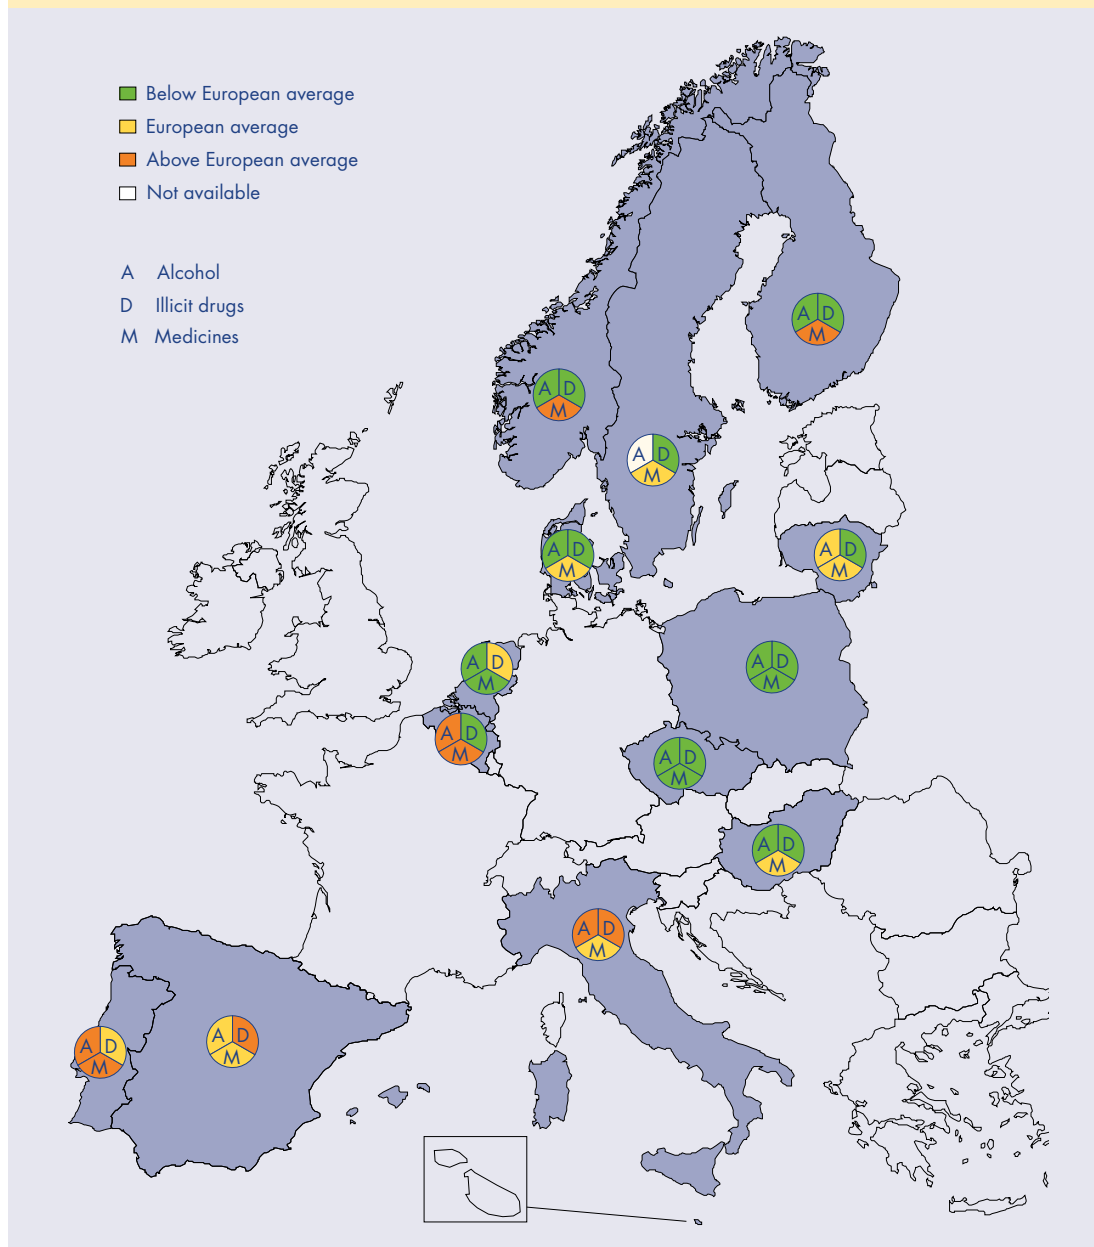 Below European average
European average
Above European average
Not available
A Alcohol
D Illicit drugs
M Medicines
A D
M
A D
M
A D
M
A D
M
A D
M
A D
M
A D
M
A D
M
A D
M
A D
M
A D
M
A D
M
A D
M